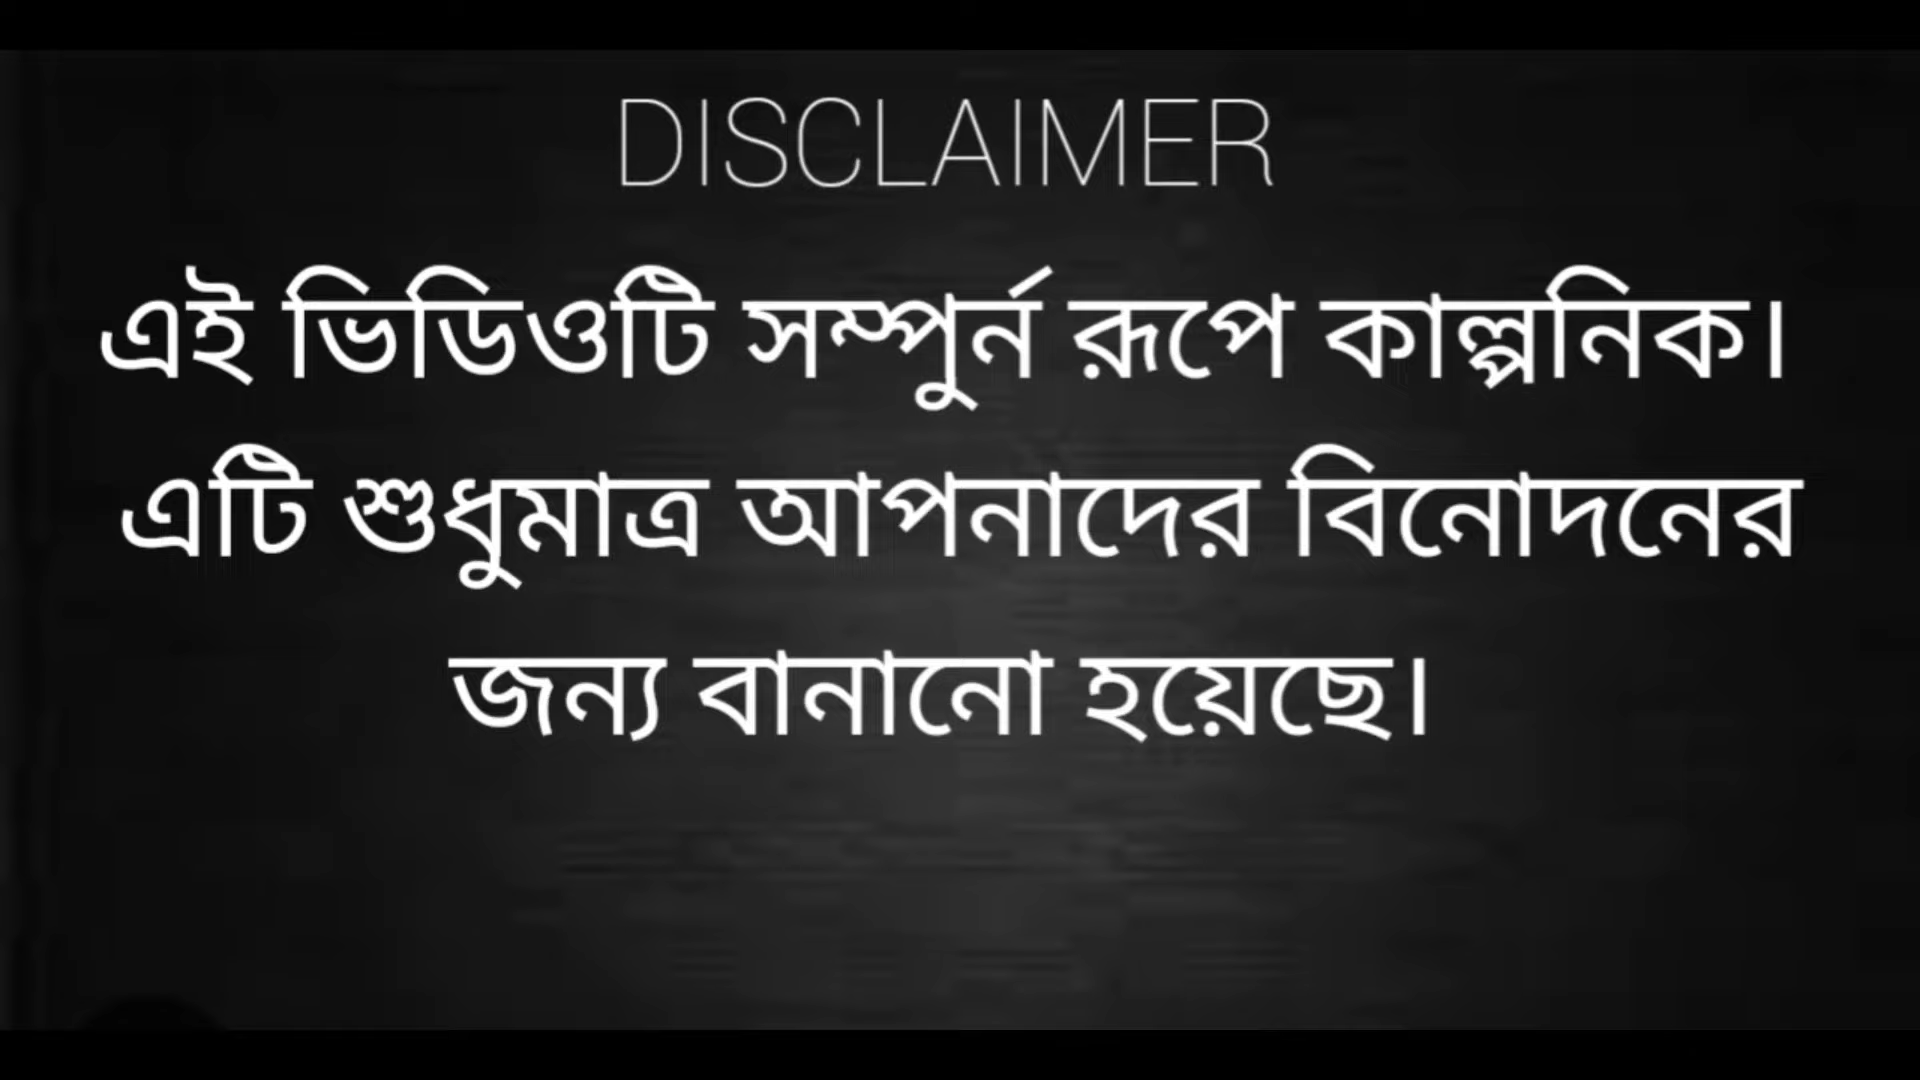 DISCLAIMER
এই ভিডিওটি সম্পুর্ন রূপে কাল্পনিক।
এটি শুধুমাত্র আপনাদের বিনোদনের
জন্য বানানো হয়েছে।